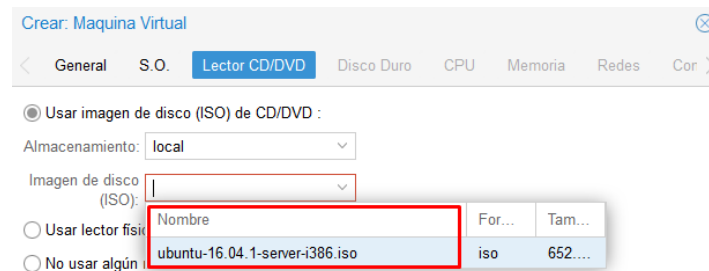 Crear: Maquina Virtual
General S.O. Lector CD/DVD Disco Duro CPU Memoria Redes Con
Usar imagen de disco (ISO) de CD/DVD :
Almacenamiento: local
Imagen de disco (ISO):
Nombre For... Tam...
ubuntu-16.04.1-server-i386.iso iso 652....
Usar lector físic
No usar algún